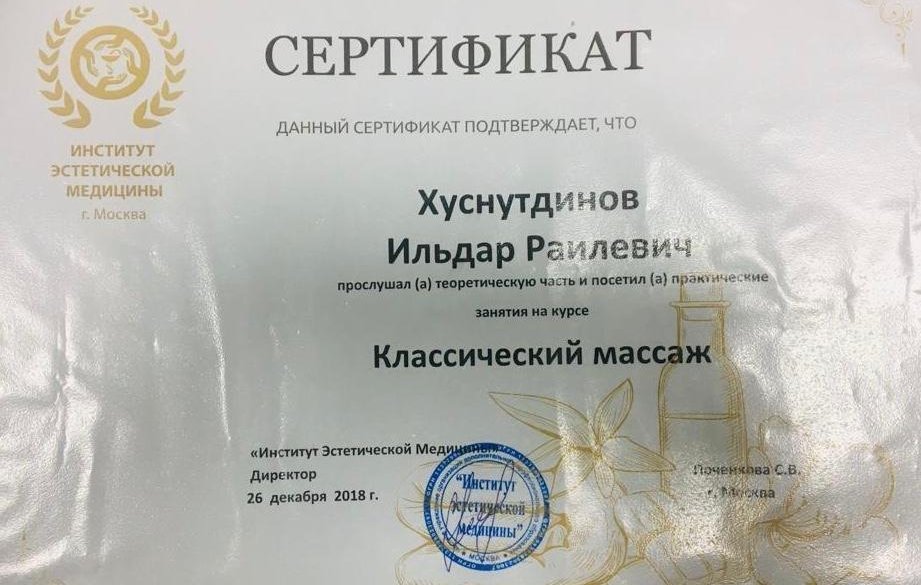 СЕРТИФИКАТ
ДАННЫЙ СЕРТИФИКАТ ПОДТВЕРЖДАЕТ, ЧТО
ИНСТИТУТ
ЭСТЕТИЧЕСКОЙ
МЕДИЦИНЫ
г. Москва
Хуснутдинов
Ильдар Раилевич
прослушал (а) теоретическую часть и посетил (а) практические
занятия на курсе
Классический массаж
«Институт Эстетической Медицины»
Директор
26 декабря 2018 г.
Поченкова С.В.
г. Москва
"Институт
эстетической
медицины"
МОСКВА